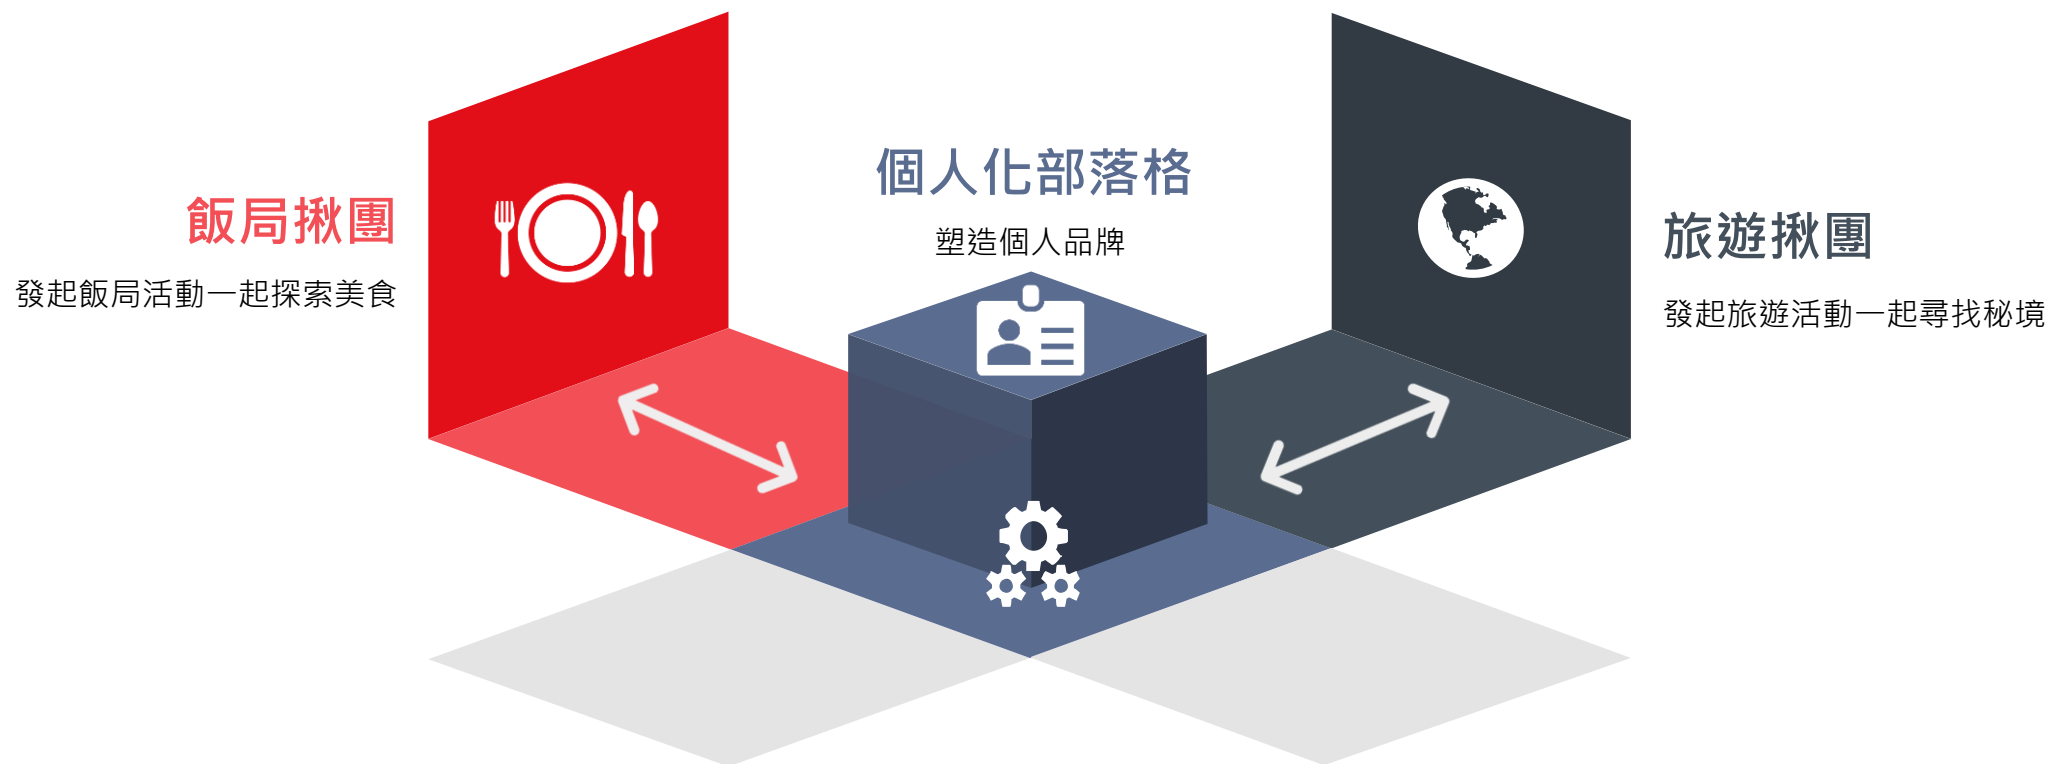 飯局揪團
發起飯局活動一起探索美食
個人化部落格
塑造個人品牌
旅遊揪團
發起旅遊活動一起尋找秘境